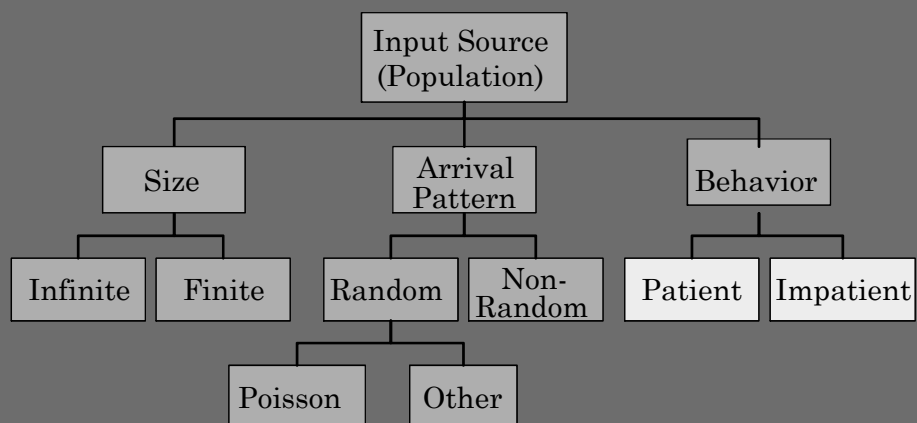 Input Source
(Population)
Size
Arrival
Pattern
Behavior
Infinite
Finite
Random
Non-
Random
Patient
Impatient
Poisson
Other